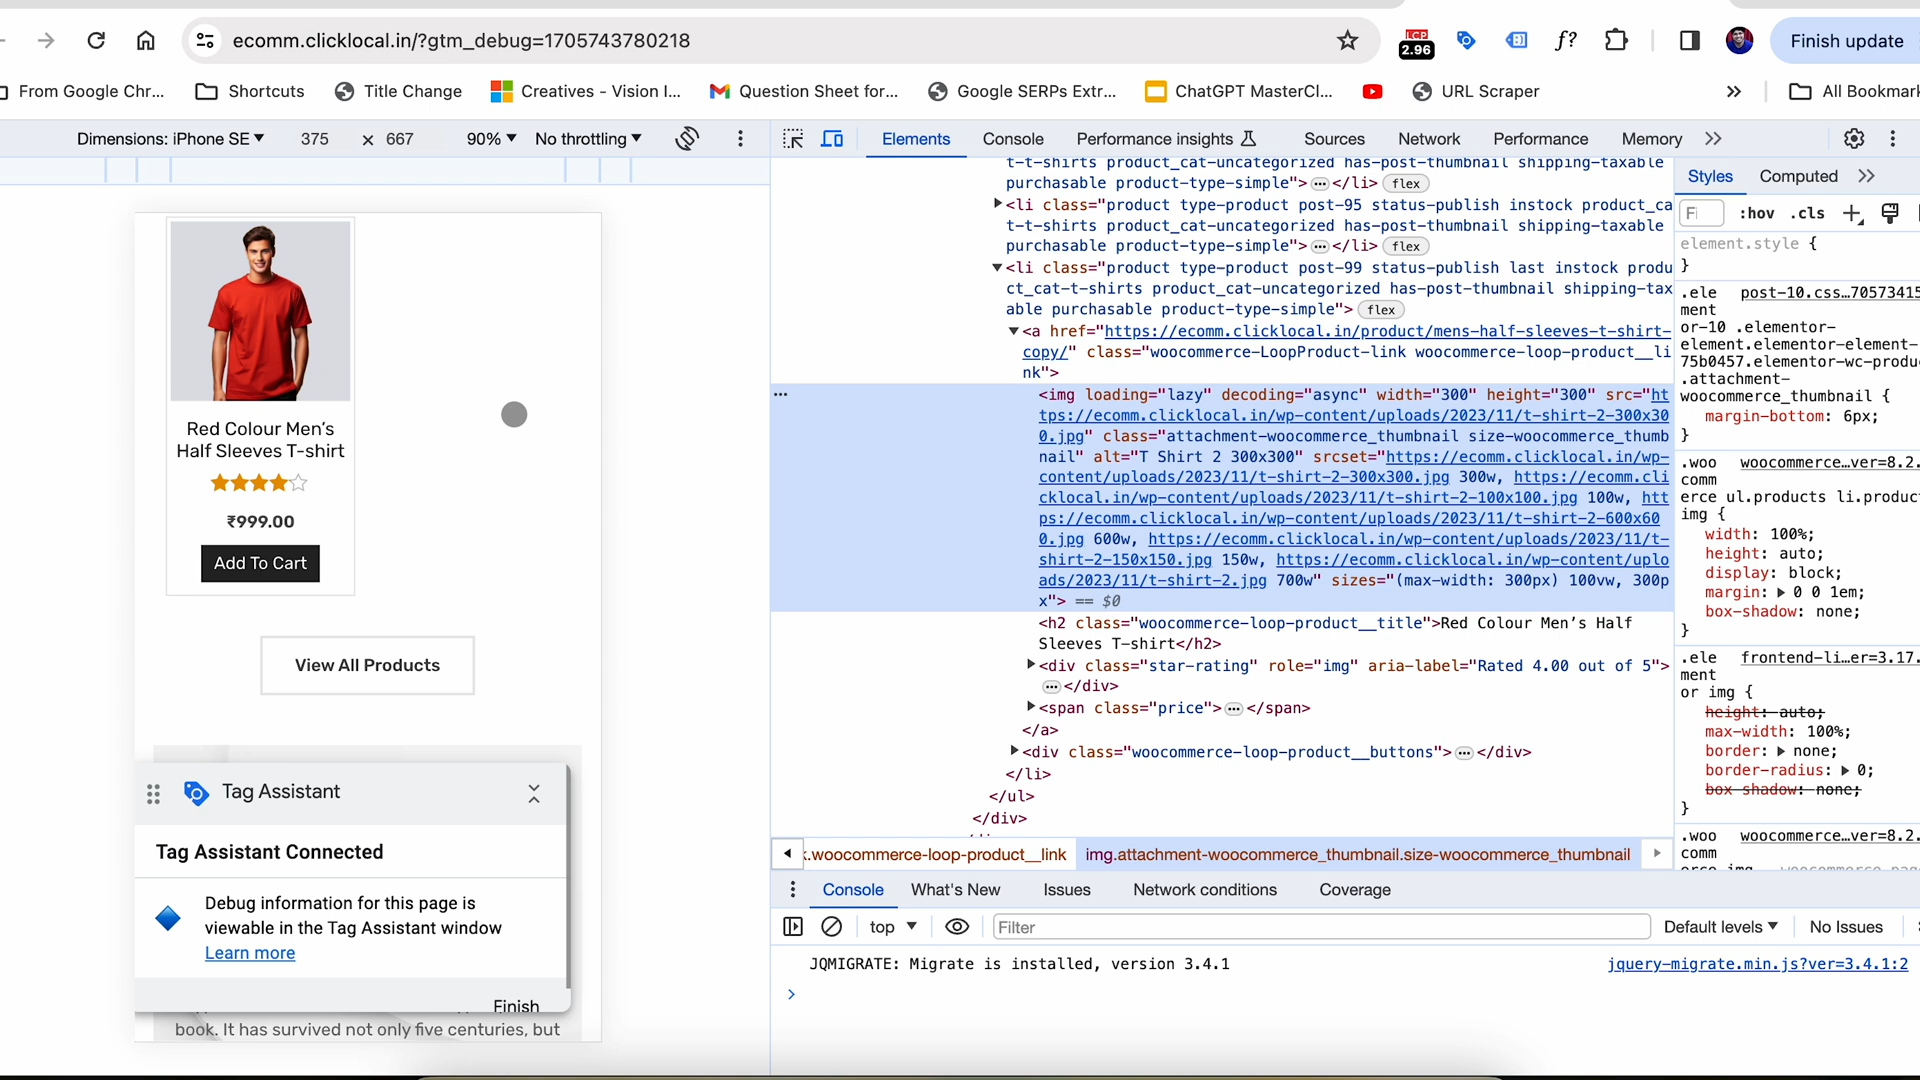 ecomm.clicklocal.in/?gtm_debug=1705743780218
LCP
2.96
f?
Finish update
From Google Chr...
Shortcuts
Title Change
Creatives - Vision I...
Question Sheet for...
Google SERPs Extr...
ChatGPT MasterCl...
URL Scraper
All Bookmark
Dimensions: iPhone SE
375 × 667
90%
No throttling
Elements
Console
Performance insights
Sources
Network
Performance
Memory
Red Colour Men’s
Half Sleeves T-shirt
₹999.00
Add To Cart
View All Products
Tag Assistant
Tag Assistant Connected
Debug information for this page is
viewable in the Tag Assistant window
Learn more
Finish
book. It has survived not only five centuries, but
t-t-shirts product_cat-uncategorized has-post-thumbnail shipping-taxable
purchasable product-type-simple"> … </li> flex
<li class="product type-product post-95 status-publish instock product_ca
t-t-shirts product_cat-uncategorized has-post-thumbnail shipping-taxable
purchasable product-type-simple"> … </li> flex
<li class="product type-product post-99 status-publish last instock produ
ct_cat-t-shirts product_cat-uncategorized has-post-thumbnail shipping-tax
able purchasable product-type-simple"> flex
<a href="https://ecomm.clicklocal.in/product/mens-half-sleeves-t-shirt-
copy/" class="woocommerce-LoopProduct-link woocommerce-loop-product__li
nk">
<img loading="lazy" decoding="async" width="300" height="300" src="ht
tps://ecomm.clicklocal.in/wp-content/uploads/2023/11/t-shirt-2-300x30
0.jpg" class="attachment-woocommerce_thumbnail size-woocommerce_thumb
nail" alt="T Shirt 2 300x300" srcset="https://ecomm.clicklocal.in/wp-
content/uploads/2023/11/t-shirt-2-300x300.jpg 300w, https://ecomm.cli
cklocal.in/wp-content/uploads/2023/11/t-shirt-2-100x100.jpg 100w, htt
ps://ecomm.clicklocal.in/wp-content/uploads/2023/11/t-shirt-2-600x60
0.jpg 600w, https://ecomm.clicklocal.in/wp-content/uploads/2023/11/t-
shirt-2-150x150.jpg 150w, https://ecomm.clicklocal.in/wp-content/uplo
ads/2023/11/t-shirt-2.jpg 700w" sizes="(max-width: 300px) 100vw, 300p
x"> == $0
<h2 class="woocommerce-loop-product__title">Red Colour Men’s Half
Sleeves T-shirt</h2>
<div class="star-rating" role="img" aria-label="Rated 4.00 out of 5">
… </div>
<span class="price"> … </span>
</a>
<div class="woocommerce-loop-product__buttons"> … </div>
</li>
</ul>
</div>
k.woocommerce-loop-product__link
img.attachment-woocommerce_thumbnail.size-woocommerce_thumbnail
Styles
Computed
:hov
.cls
element.style {
}
.ele post-10.css…70573415
ment
or-10 .elementor-
element.elementor-element-
75b0457.elementor-wc-produ
.attachment-
woocommerce_thumbnail {
margin-bottom: 6px;
}
.woo woocommerce…ver=8.2.
comm
erce ul.products li.product
img {
width: 100%;
height: auto;
display: block;
margin: 0 0 1em;
box-shadow: none;
}
.ele frontend-li…er=3.17.
ment
or img {
height: auto;
max-width: 100%;
border: none;
border-radius: 0;
box-shadow: none;
}
.woo woocommerce…ver=8.2.
comm
Console
What's New
Issues
Network conditions
Coverage
top
Filter
Default levels
No Issues
JQMIGRATE: Migrate is installed, version 3.4.1
jquery-migrate.min.js?ver=3.4.1:2